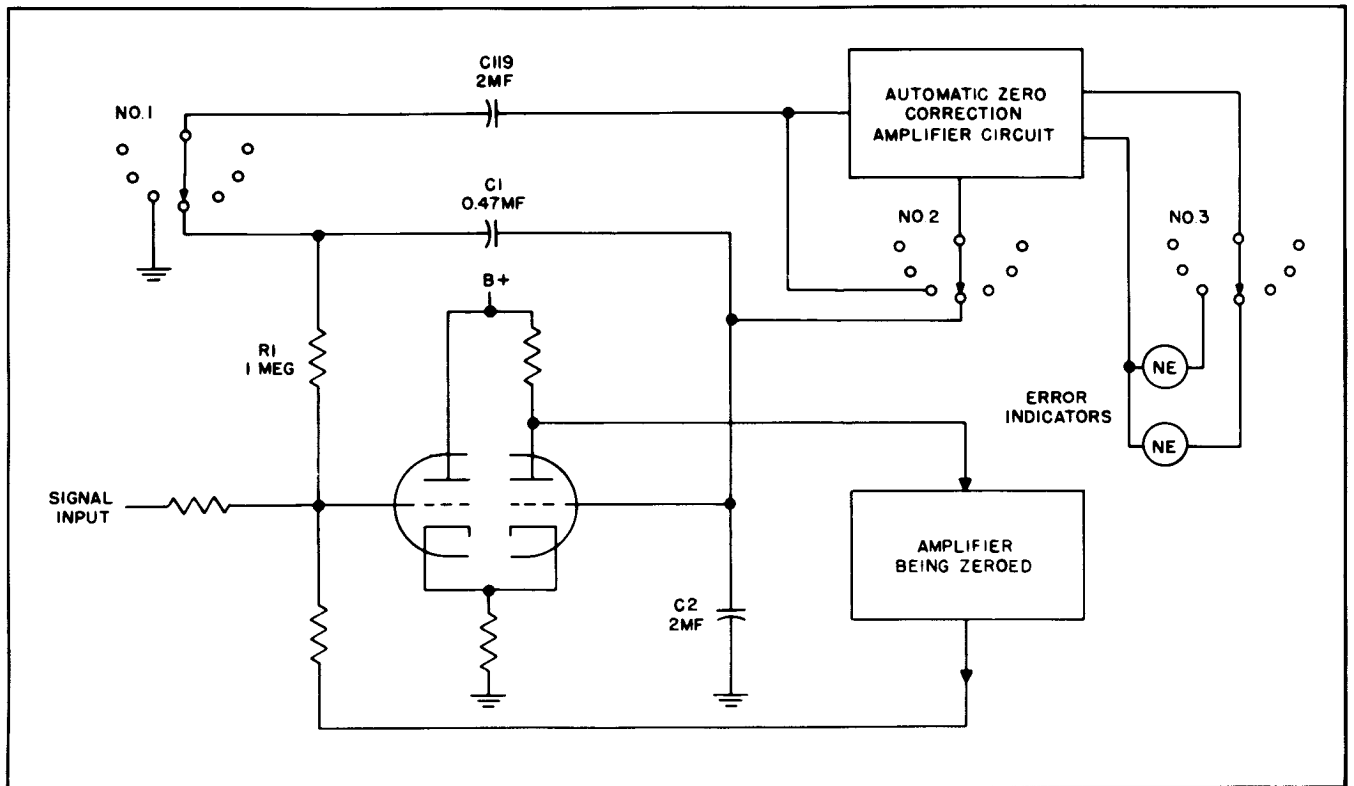 NO.1
C119
2MF
AUTOMATIC ZERO
CORRECTION
AMPLIFIER CIRCUIT
C1
0.47MF
NO.2
NO.3
B+
R1
1 MEG
NE
ERROR
INDICATORS
NE
SIGNAL
INPUT
AMPLIFIER
BEING ZEROED
C2
2MF